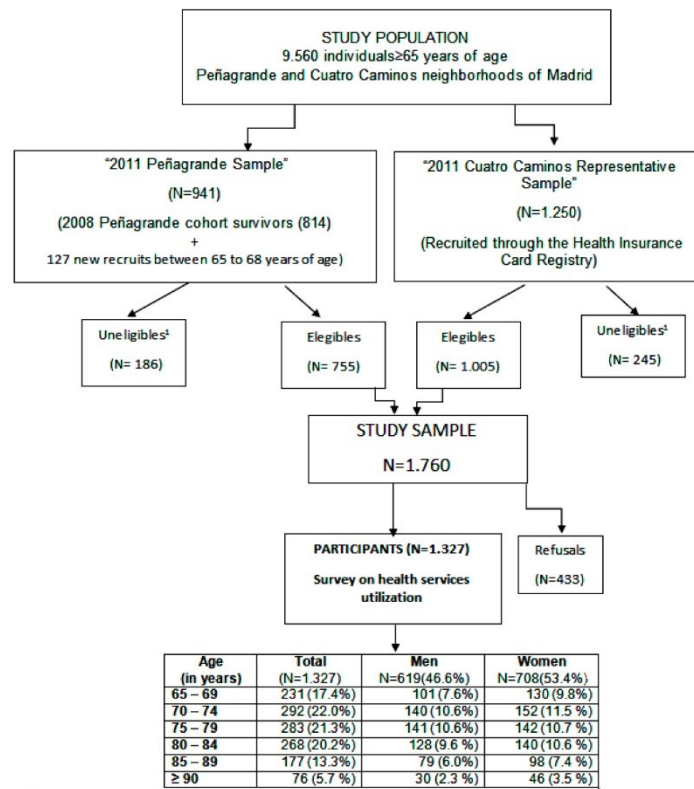 STUDY POPULATION
9.560 individuals≥65 years of age
Peñagrande and Cuatro Caminos neighborhoods of Madrid
“2011 Peñagrande Sample”
(N=941)
(2008 Peñagrande cohort survivors (814)
+
127 new recruits between 65 to 68 years of age)
“2011 Cuatro Caminos Representative
Sample”
(N=1.250)
(Recruited through the Health Insurance
Card Registry)
Uneligibles¹
(N= 186)
Elegibles
(N= 755)
Elegibles
(N= 1.005)
Uneligibles¹
(N= 245)
STUDY SAMPLE
N=1.760
PARTICIPANTS (N=1.327)
Survey on health services
utilization
Refusals
(N=433)
Age Total Men Women
(in years) (N=1.327) N=619(46.6%) N=708(53.4%)
65 – 69 231 (17.4%) 101 (7.6%) 130 (9.8%)
70 – 74 292 (22.0%) 140 (10.6%) 152 (11.5 %)
75 – 79 283 (21.3%) 141 (10.6%) 142 (10.7 %)
80 – 84 268 (20.2%) 128 (9.6 %) 140 (10.6 %)
85 – 89 177 (13.3%) 79 (6.0%) 98 (7.4 %)
≥ 90 76 (5.7 %) 30 (2.3 %) 46 (3.5 %)